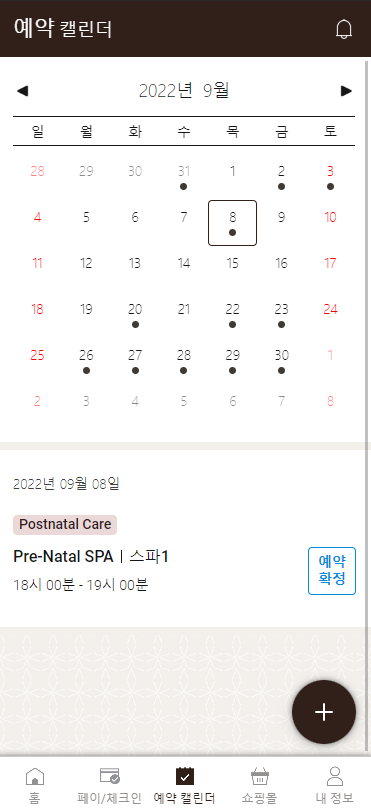 예약 캘린더
2022년 9월
일 월 화 수 목 금 토
28 29 30 31 1 2 3
4 5 6 7 8 9 10
11 12 13 14 15 16 17
18 19 20 21 22 23 24
25 26 27 28 29 30 1
2 3 4 5 6 7 8
2022년 09월 08일
Postnatal Care
Pre-Natal SPA | 스파1
18시 00분 - 19시 00분
예약
확정
홈 페이/체크인 예약 캘린더 쇼핑몰 내 정보